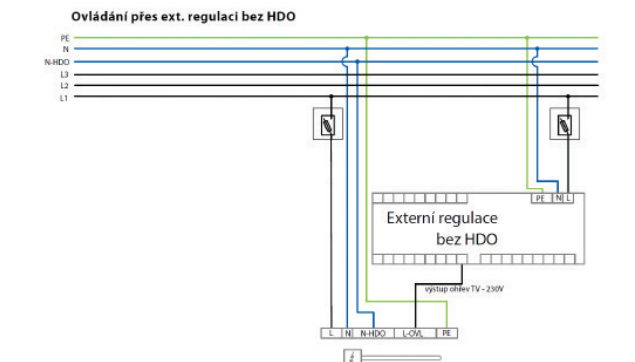 Ovládání přes ext. regulaci bez HDO
PE
N
N-HDO
L3
L2
L1
PE N L
Externí regulace
bez HDO
výstup ohřev TV - 230V
L N N-HDO L-OVL PE